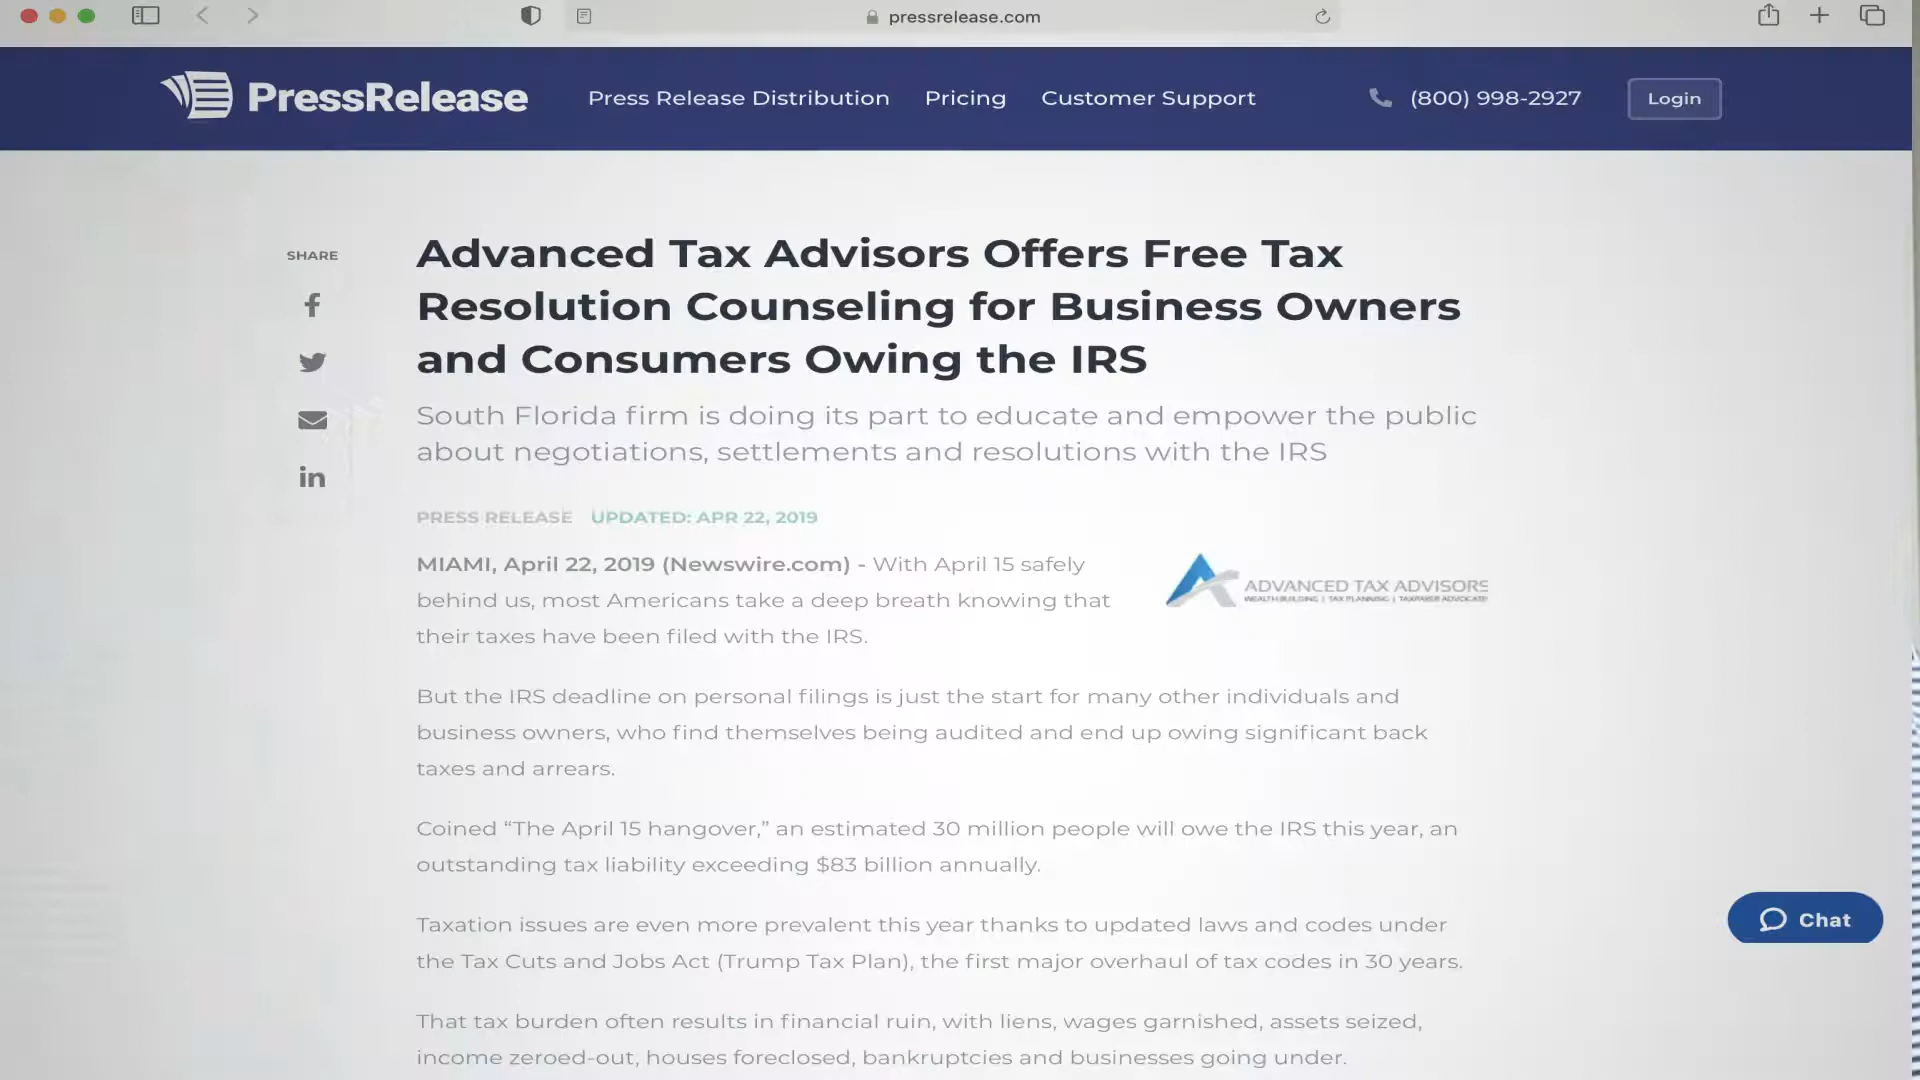 pressrelease.com
PressRelease
Press Release Distribution
Pricing
Customer Support
(800) 998-2927
Login
SHARE
Advanced Tax Advisors Offers Free Tax
Resolution Counseling for Business Owners
and Consumers Owing the IRS
South Florida firm is doing its part to educate and empower the public
about negotiations, settlements and resolutions with the IRS
PRESS RELEASE UPDATED: APR 22, 2019
MIAMI, April 22, 2019 (Newswire.com) - With April 15 safely
behind us, most Americans take a deep breath knowing that
their taxes have been filed with the IRS.
ADVANCED TAX ADVISORS
WEALTH BUILDING | TAX PLANNING | TAXPAYER ADVOCATE
But the IRS deadline on personal filings is just the start for many other individuals and
business owners, who find themselves being audited and end up owing significant back
taxes and arrears.
Coined “The April 15 hangover,” an estimated 30 million people will owe the IRS this year, an
outstanding tax liability exceeding $83 billion annually.
Taxation issues are even more prevalent this year thanks to updated laws and codes under
the Tax Cuts and Jobs Act (Trump Tax Plan), the first major overhaul of tax codes in 30 years.
That tax burden often results in financial ruin, with liens, wages garnished, assets seized,
income zeroed-out, houses foreclosed, bankruptcies and businesses going under.
Chat